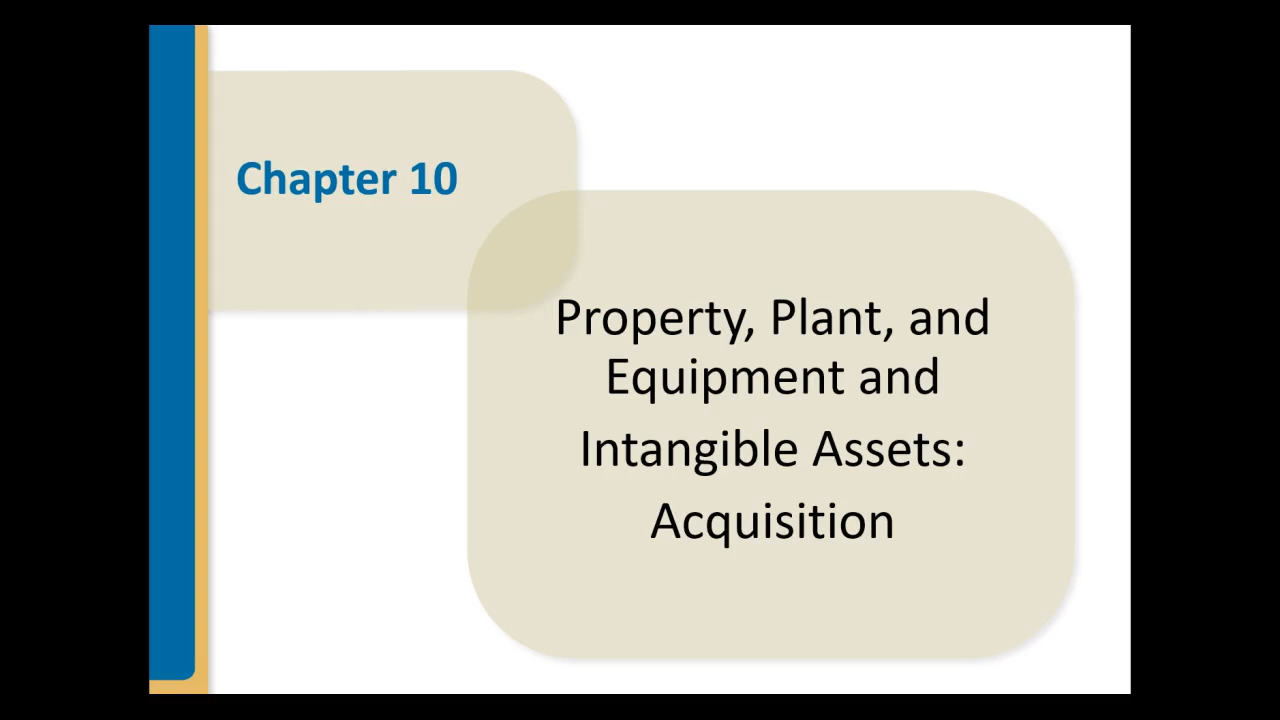 Chapter 10
Property, Plant, and
Equipment and
Intangible Assets:
Acquisition